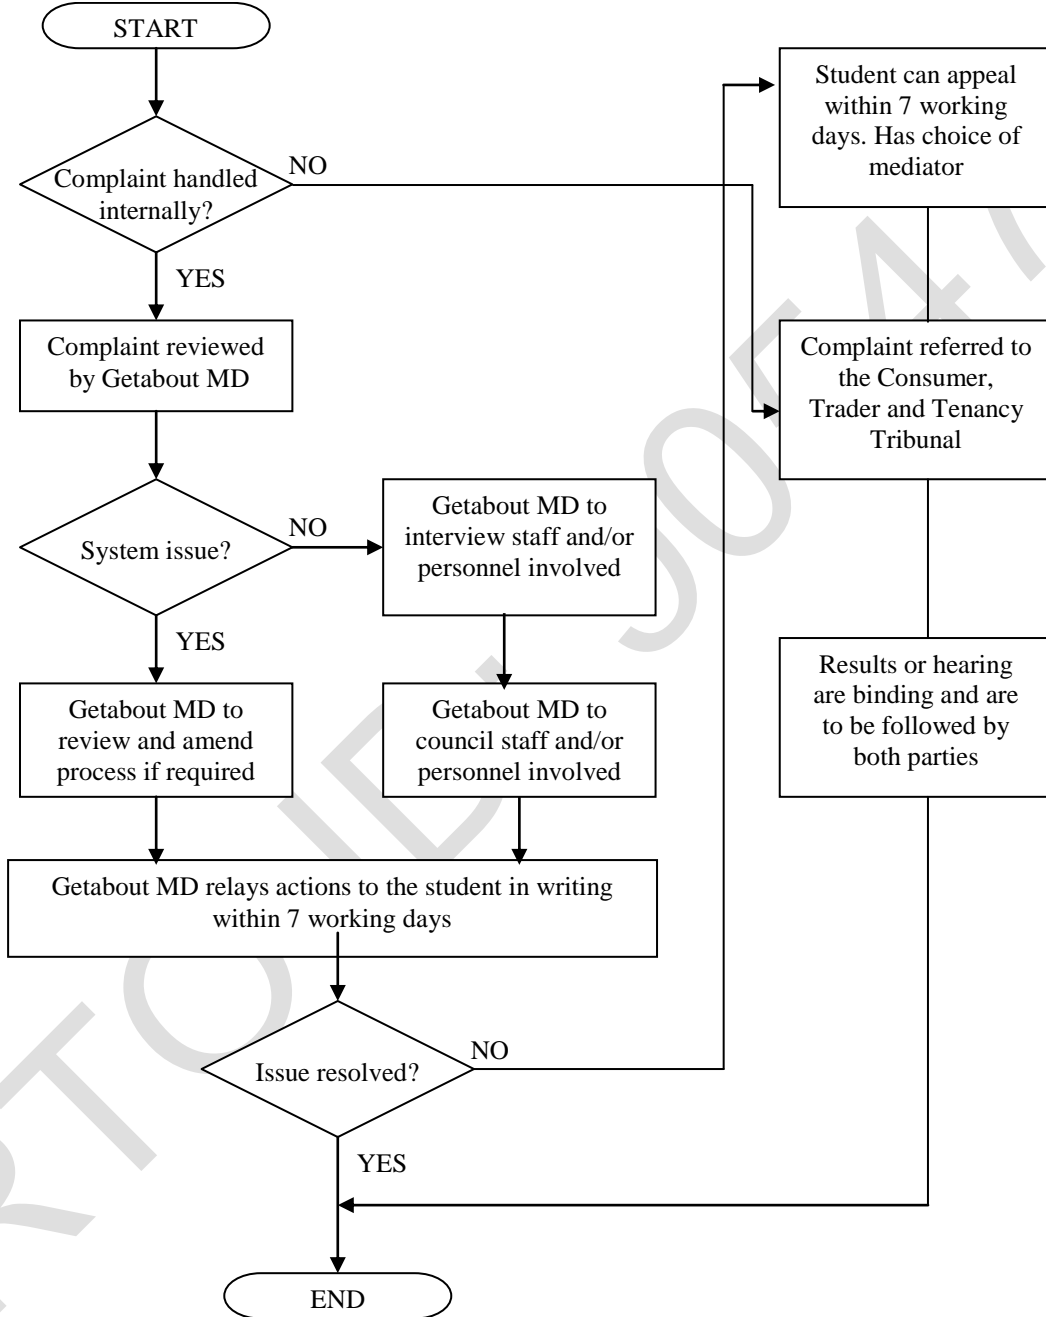 START
Complaint handled
internally?
NO
YES
Complaint reviewed
by Getabout MD
System issue?
NO
YES
Getabout MD to
interview staff and/or
personnel involved
Getabout MD to
review and amend
process if required
Getabout MD to
council staff and/or
personnel involved
Getabout MD relays actions to the student in writing
within 7 working days
Issue resolved?
NO
YES
END
Student can appeal
within 7 working
days. Has choice of
mediator
Complaint referred to
the Consumer,
Trader and Tenancy
Tribunal
Results or hearing
are binding and are
to be followed by
both parties
RTO ID 90547